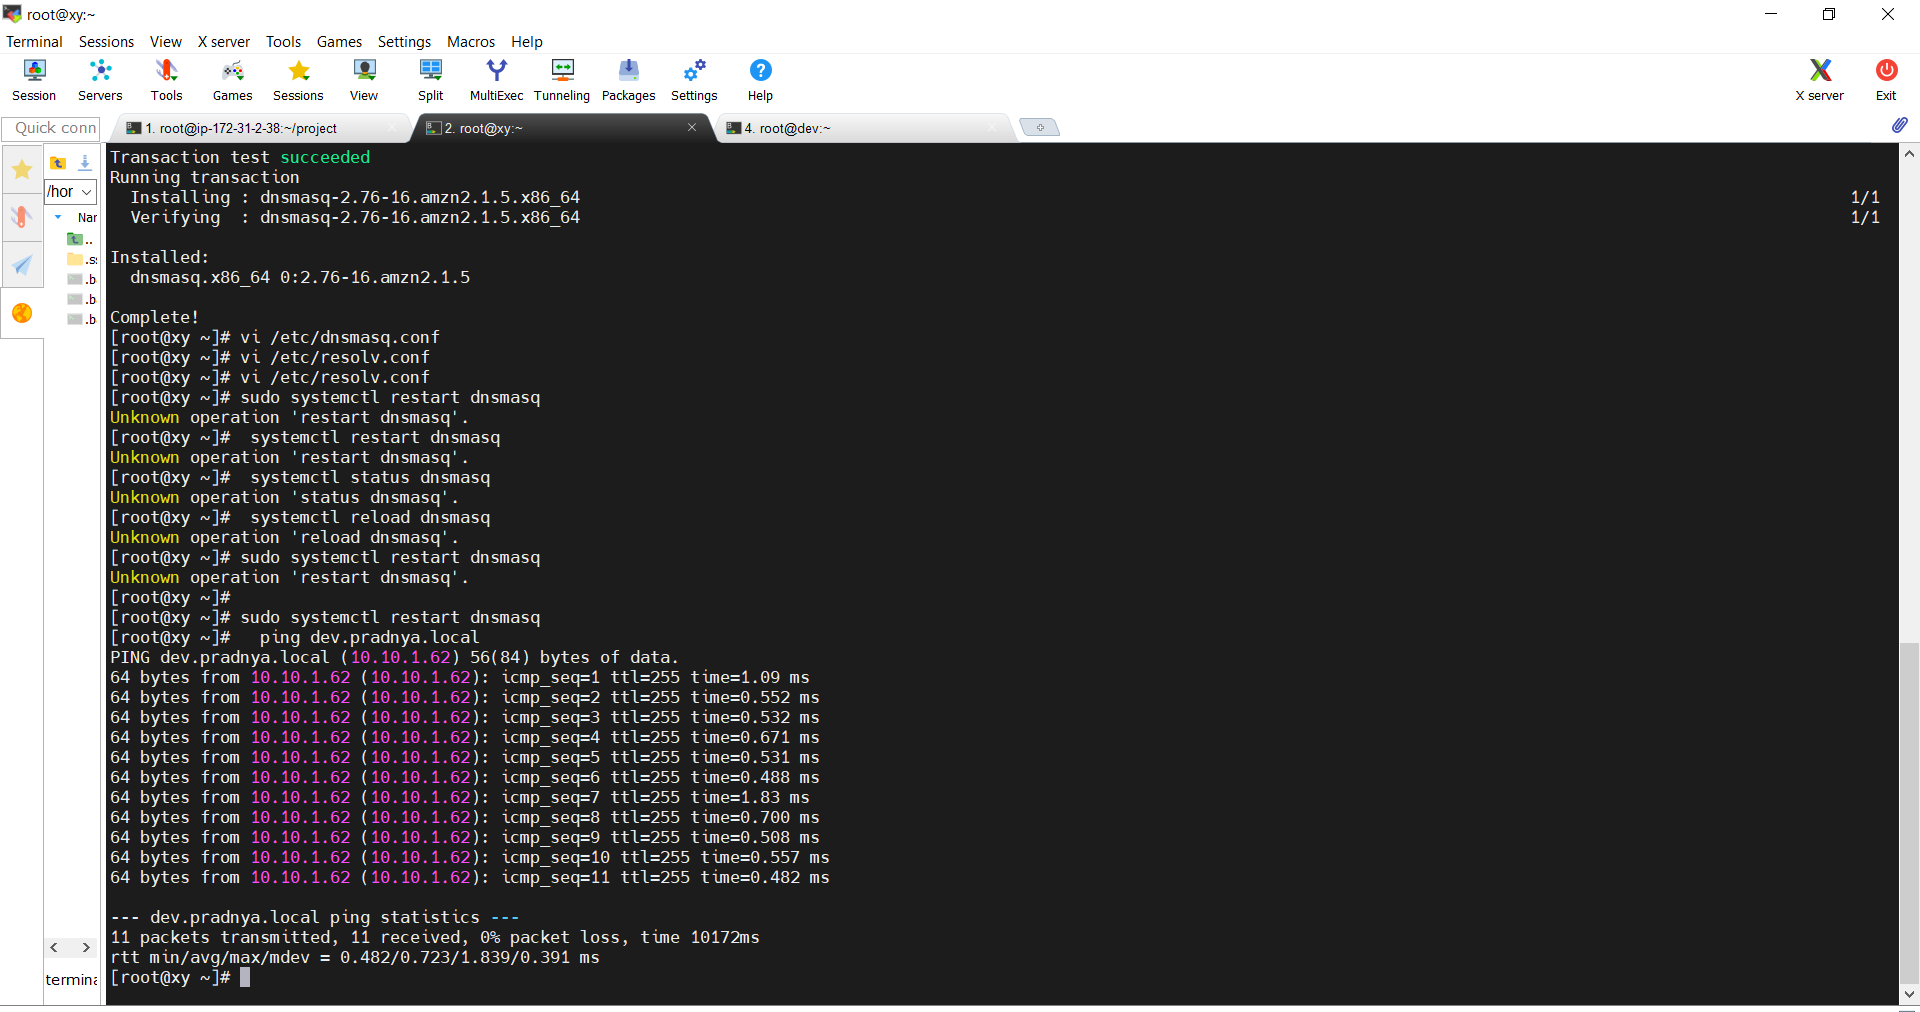 root@xy:~
Terminal Sessions View X server Tools Games Settings Macros Help
Session Servers Tools Games Sessions View Split MultiExec Tunneling Packages Settings Help X server Exit
Quick conn 1. root@ip-172-31-2-38:~/project 2. root@xy:~ 4. root@dev:~
/hor
Nar
..
.s
.b
.b
.b
termina
Transaction test succeeded
Running transaction
  Installing : dnsmasq-2.76-16.amzn2.1.5.x86_64 1/1
  Verifying  : dnsmasq-2.76-16.amzn2.1.5.x86_64 1/1
Installed:
  dnsmasq.x86_64 0:2.76-16.amzn2.1.5
Complete!
[root@xy ~]# vi /etc/dnsmasq.conf
[root@xy ~]# vi /etc/resolv.conf
[root@xy ~]# vi /etc/resolv.conf
[root@xy ~]# sudo systemctl restart dnsmasq
Unknown operation 'restart dnsmasq'.
[root@xy ~]#  systemctl restart dnsmasq
Unknown operation 'restart dnsmasq'.
[root@xy ~]#  systemctl status dnsmasq
Unknown operation 'status dnsmasq'.
[root@xy ~]#  systemctl reload dnsmasq
Unknown operation 'reload dnsmasq'.
[root@xy ~]# sudo systemctl restart dnsmasq
Unknown operation 'restart dnsmasq'.
[root@xy ~]#
[root@xy ~]# sudo systemctl restart dnsmasq
[root@xy ~]#   ping dev.pradnya.local
PING dev.pradnya.local (10.10.1.62) 56(84) bytes of data.
64 bytes from 10.10.1.62 (10.10.1.62): icmp_seq=1 ttl=255 time=1.09 ms
64 bytes from 10.10.1.62 (10.10.1.62): icmp_seq=2 ttl=255 time=0.552 ms
64 bytes from 10.10.1.62 (10.10.1.62): icmp_seq=3 ttl=255 time=0.532 ms
64 bytes from 10.10.1.62 (10.10.1.62): icmp_seq=4 ttl=255 time=0.671 ms
64 bytes from 10.10.1.62 (10.10.1.62): icmp_seq=5 ttl=255 time=0.531 ms
64 bytes from 10.10.1.62 (10.10.1.62): icmp_seq=6 ttl=255 time=0.488 ms
64 bytes from 10.10.1.62 (10.10.1.62): icmp_seq=7 ttl=255 time=1.83 ms
64 bytes from 10.10.1.62 (10.10.1.62): icmp_seq=8 ttl=255 time=0.700 ms
64 bytes from 10.10.1.62 (10.10.1.62): icmp_seq=9 ttl=255 time=0.508 ms
64 bytes from 10.10.1.62 (10.10.1.62): icmp_seq=10 ttl=255 time=0.557 ms
64 bytes from 10.10.1.62 (10.10.1.62): icmp_seq=11 ttl=255 time=0.482 ms
--- dev.pradnya.local ping statistics ---
11 packets transmitted, 11 received, 0% packet loss, time 10172ms
rtt min/avg/max/mdev = 0.482/0.723/1.839/0.391 ms
[root@xy ~]#